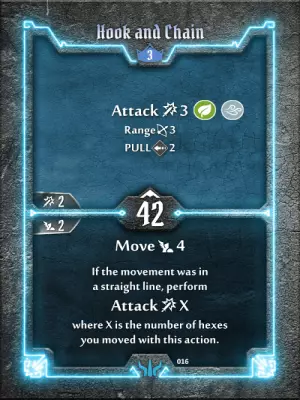 Hook and Chain
3
Attack 3
Range 3
PULL 2
2
42
2
Move 4
If the movement was in
a straight line, perform
Attack X
where X is the number of hexes
you moved with this action.
016